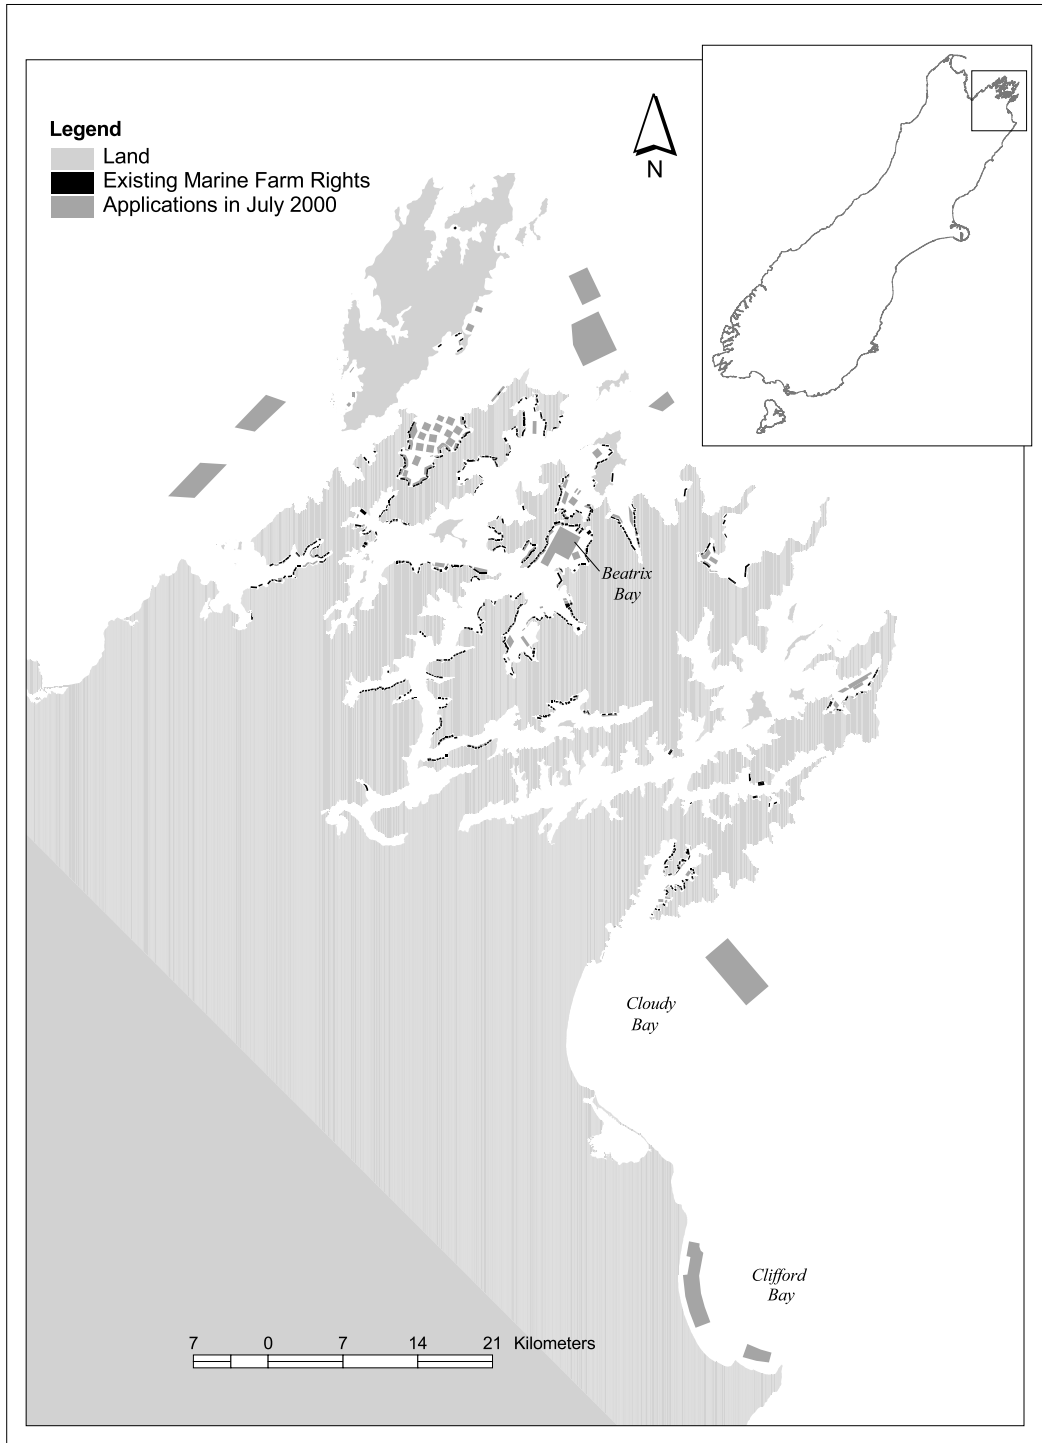 Legend
Land
Existing Marine Farm Rights
Applications in July 2000
N
Beatrix
Bay
Cloudy
Bay
Clifford
Bay
7 0 7 14 21 Kilometers